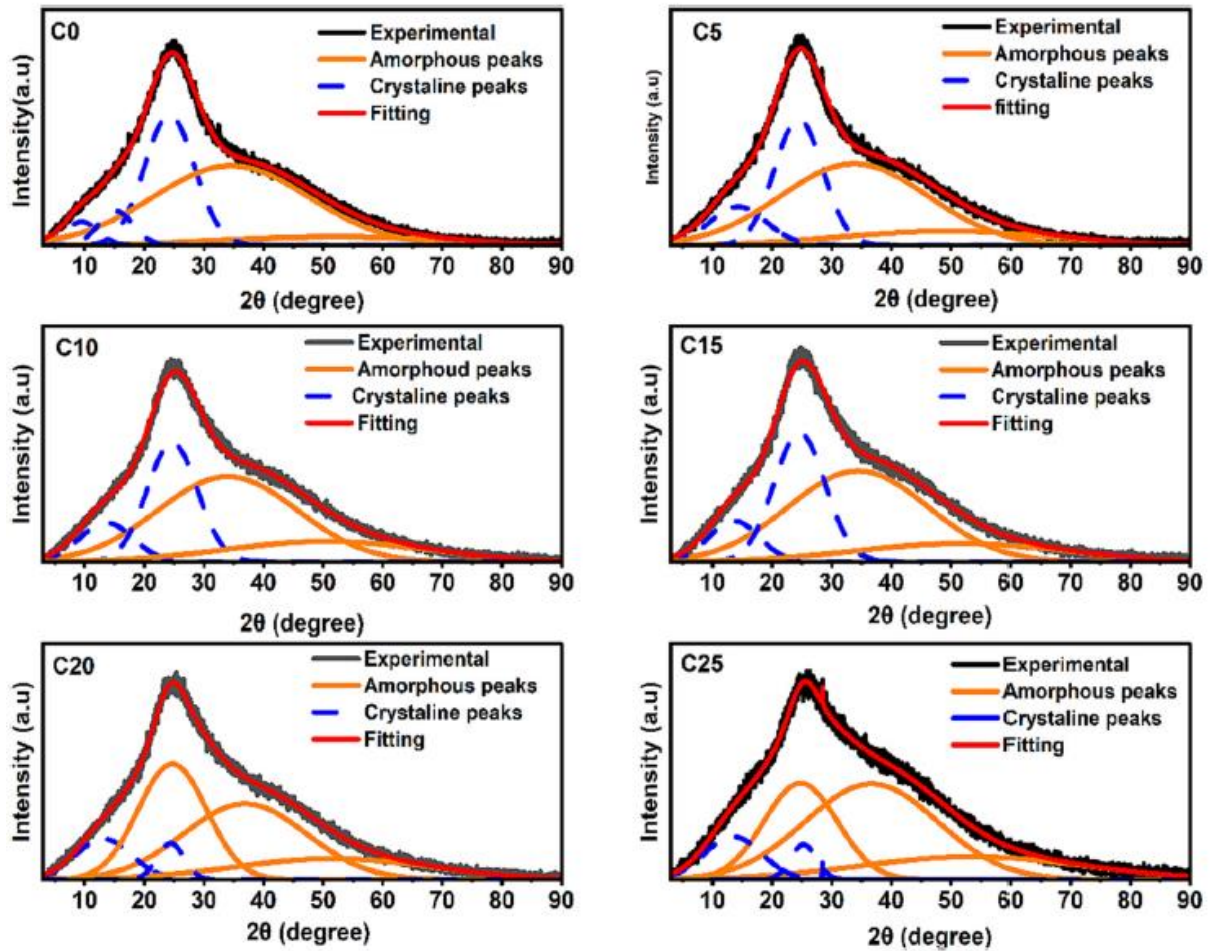 C0
Experimental
Amorphous peaks
Crystaline peaks
Fitting
Intensity(a.u)
10 20 30 40 50 60 70 80 90
2θ (degree)
C5
Experimental
Amorphous peaks
Crystaline peaks
fitting
Intensity (a.u)
10 20 30 40 50 60 70 80 90
2θ (degree)
C10
Experimental
Amorphoud peaks
Crystaline peaks
Fitting
Intensity (a.u)
10 20 30 40 50 60 70 80 90
2θ (degree)
C15
Experimental
Amorphous peaks
Crystaline peaks
Fitting
Intensity (a.u)
10 20 30 40 50 60 70 80 90
2θ (degree)
C20
Experimental
Amorphous peaks
Crystaline peaks
Fitting
Intensity (a.u)
10 20 30 40 50 60 70 80 90
2θ (degree)
C25
Experimental
Amorphous peaks
Crystaline peaks
Fitting
Intensity (a.u)
10 20 30 40 50 60 70 80 90
2θ (degree)